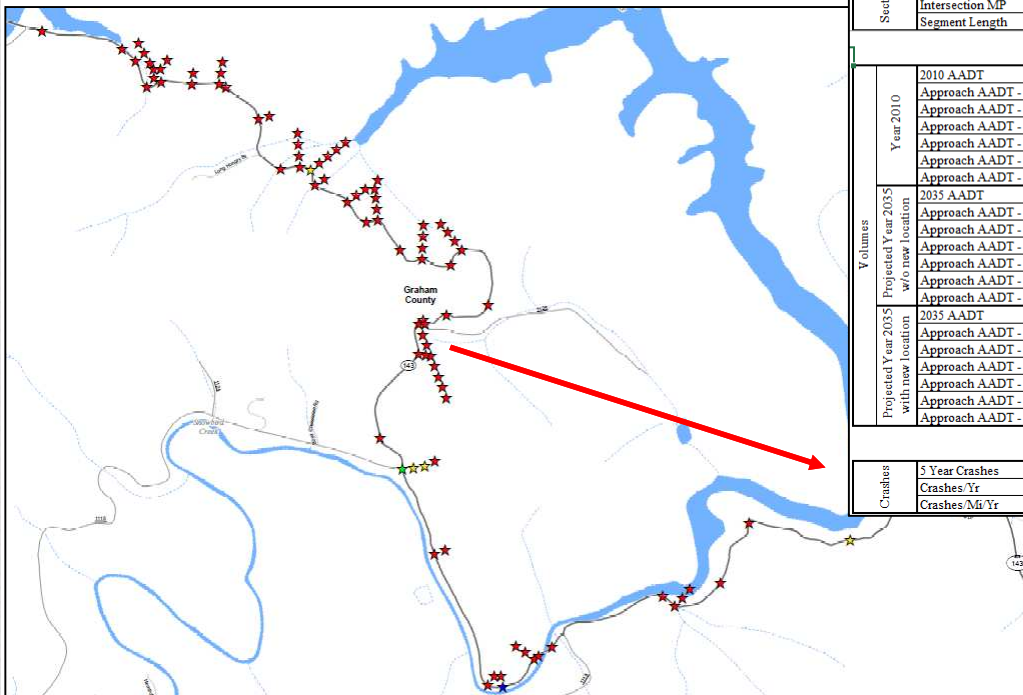 Sect
Intersection MP
Segment Length
Volumes
Year 2010
2010 AADT
Approach AADT -
Approach AADT -
Approach AADT -
Approach AADT -
Approach AADT -
Approach AADT -
Projected Year 2035
w/o new location
2035 AADT
Approach AADT -
Approach AADT -
Approach AADT -
Approach AADT -
Approach AADT -
Approach AADT -
Projected Year 2035
with new location
2035 AADT
Approach AADT -
Approach AADT -
Approach AADT -
Approach AADT -
Approach AADT -
Approach AADT -
Crashes
5 Year Crashes
Crashes/Yr
Crashes/Mi/Yr
Graham
County
143
143